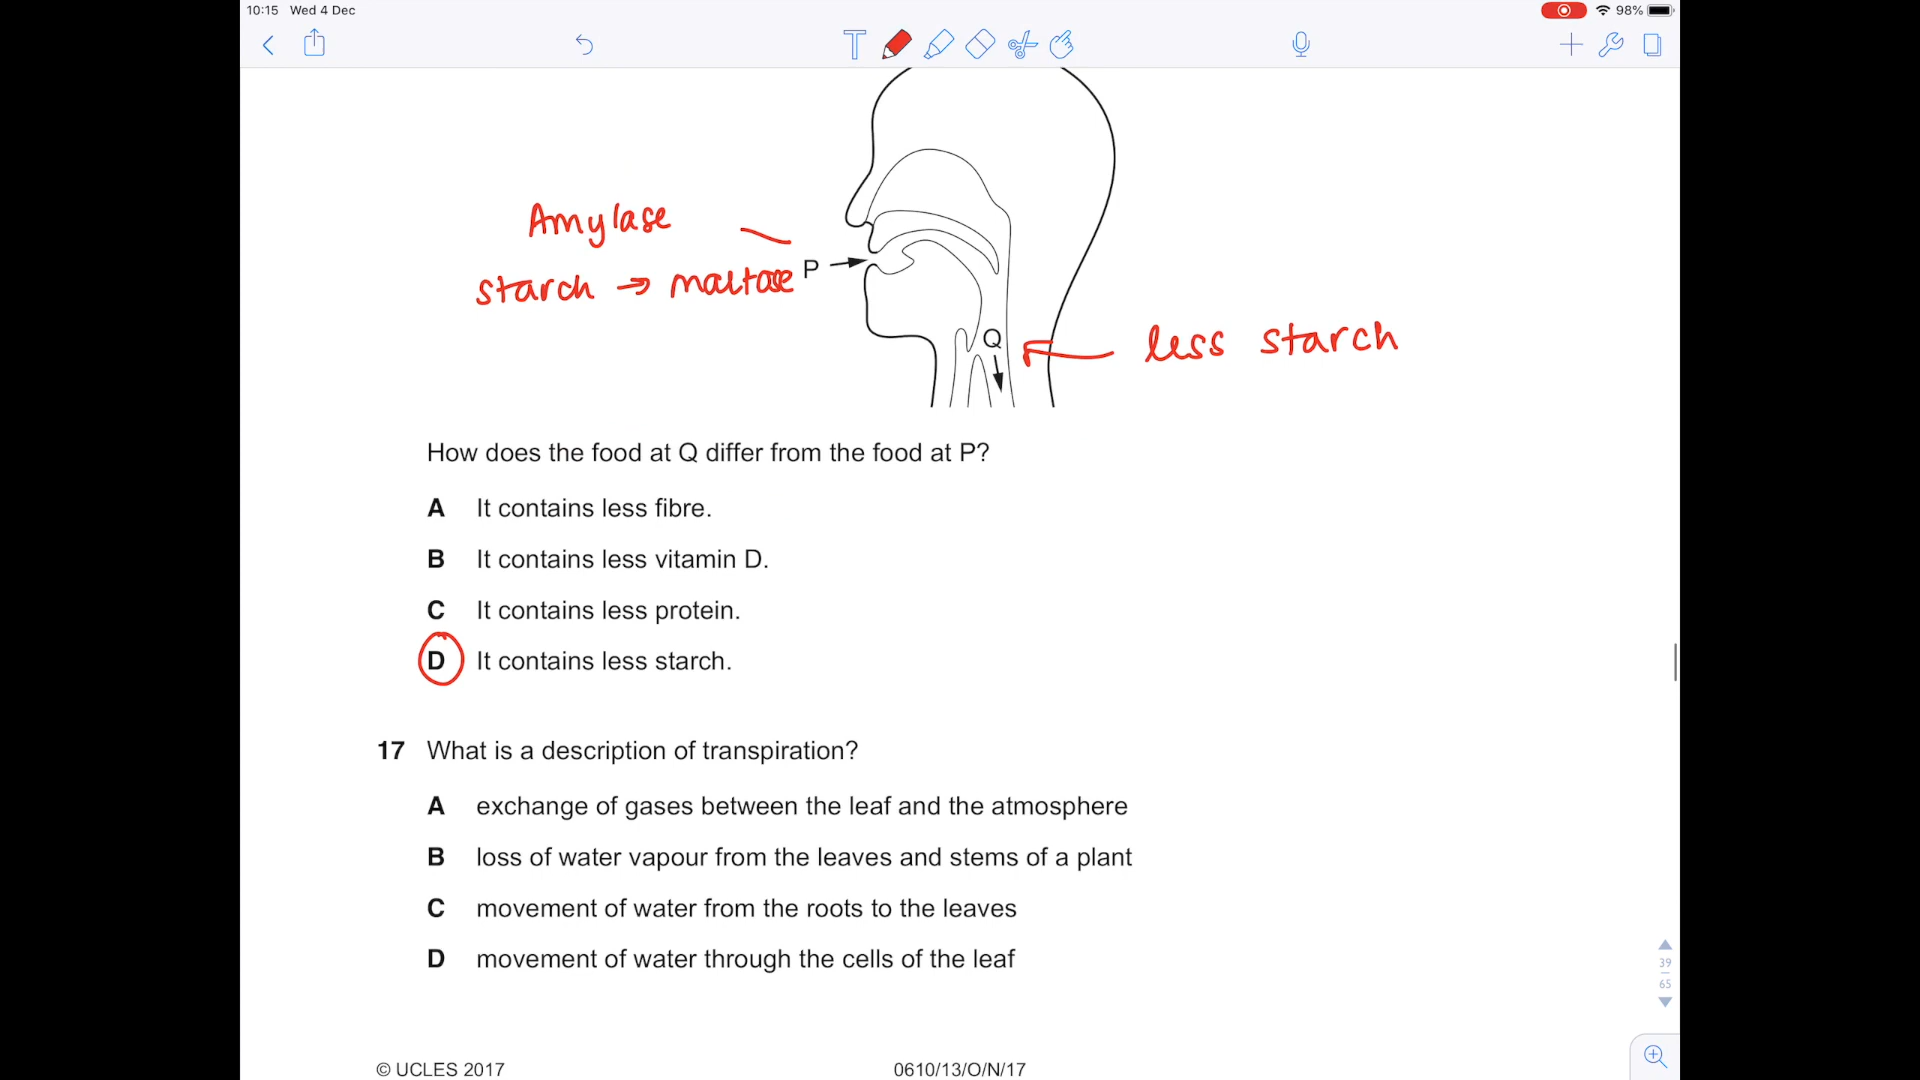 10:15 Wed 4 Dec
98%
T
Amylase
starch → maltose
P
Q
less starch
How does the food at Q differ from the food at P?
A It contains less fibre.
B It contains less vitamin D.
C It contains less protein.
D It contains less starch.
17 What is a description of transpiration?
A exchange of gases between the leaf and the atmosphere
B loss of water vapour from the leaves and stems of a plant
C movement of water from the roots to the leaves
D movement of water through the cells of the leaf
39
65
© UCLES 2017 0610/13/O/N/17